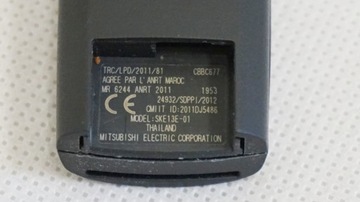 TRC/LPD/2011/81 CBBC677
AGREE PAR L'ANRT MAROC
MR 6244 ANRT 2011 1953
CE 24932/SDPPI/2012
CMIIT ID:2011DJ5486
MODEL:SKE13E-01
THAILAND
MITSUBISHI ELECTRIC CORPORATION